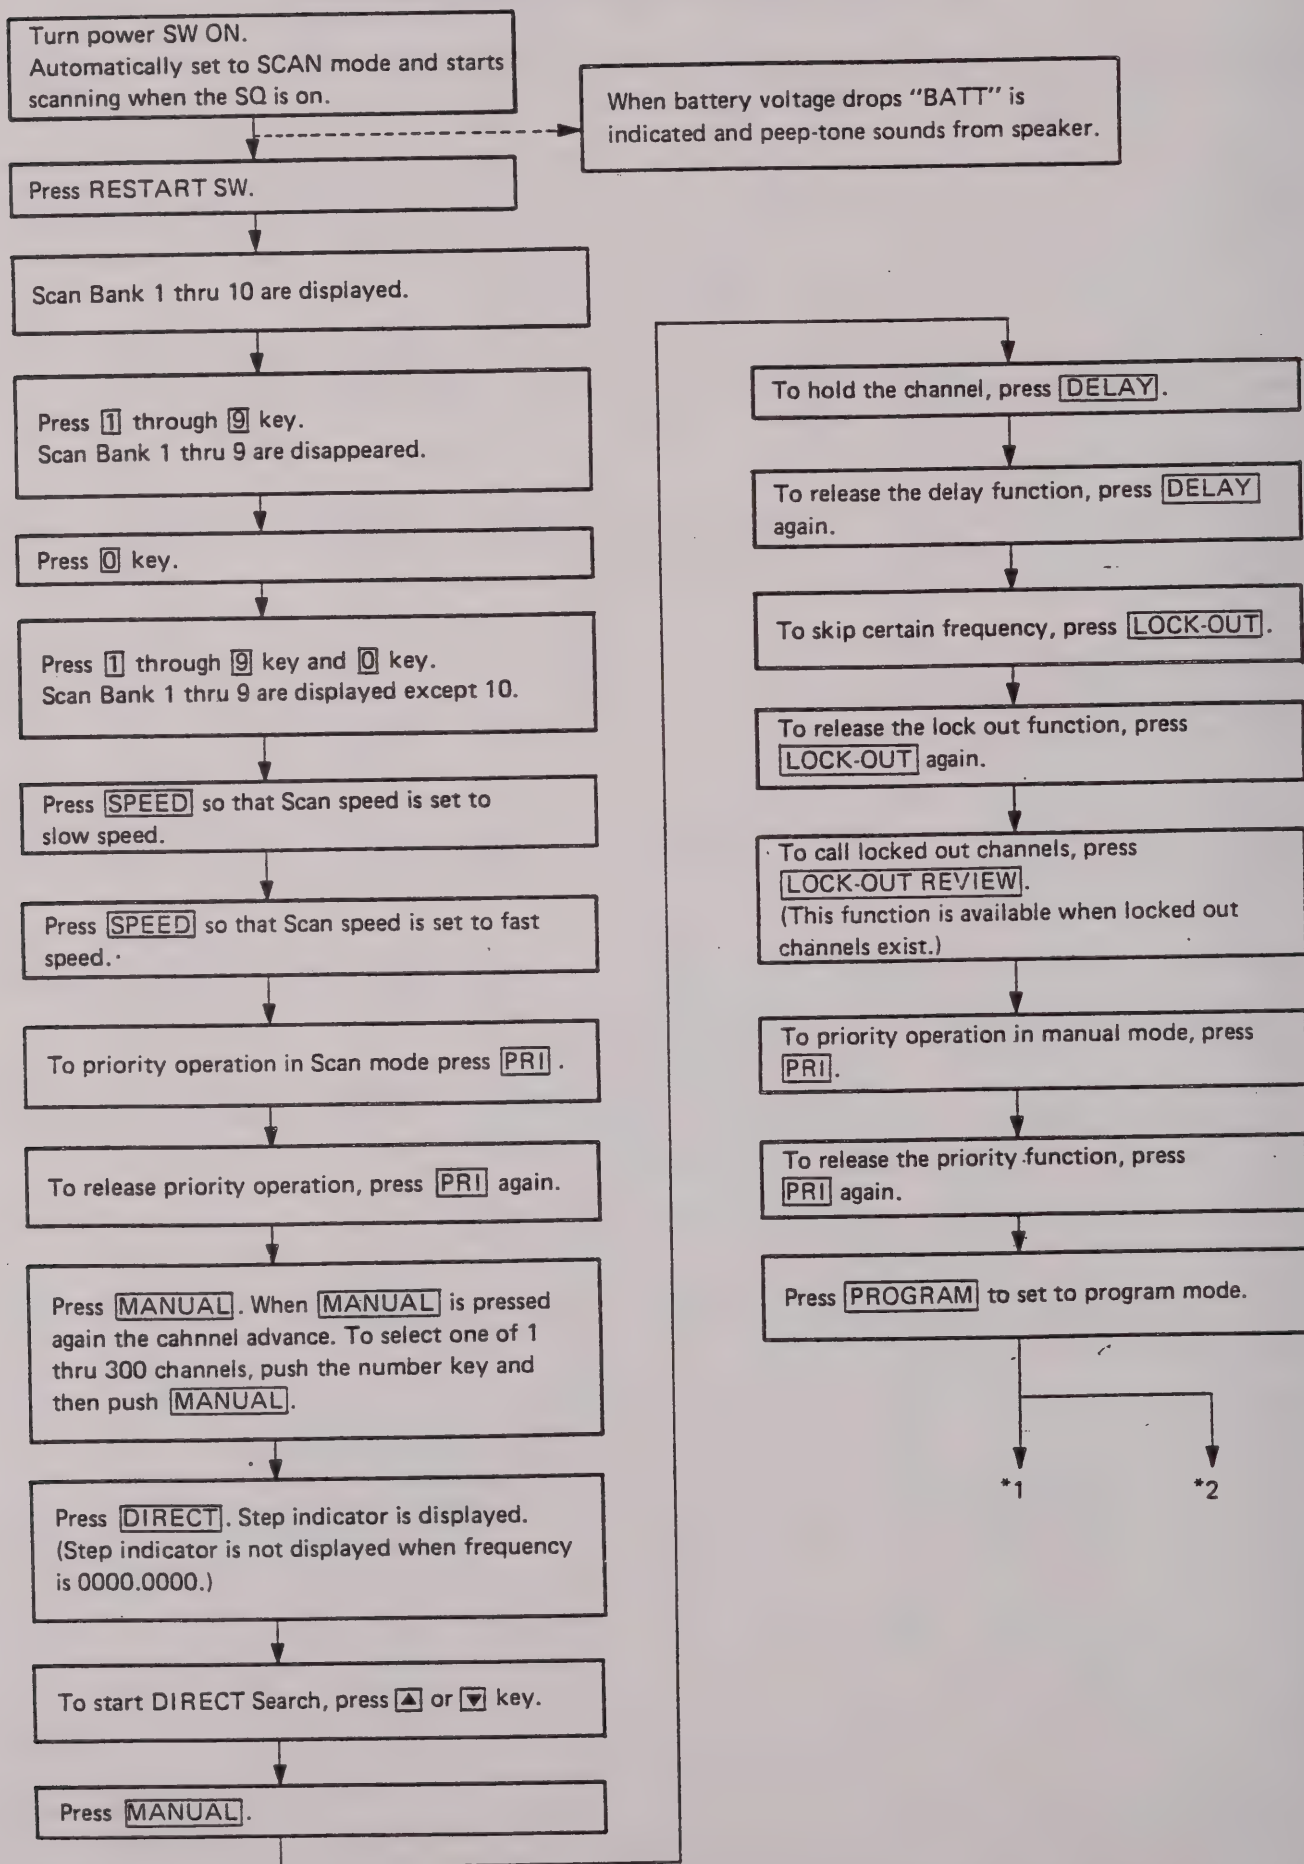 Turn power SW ON.
Automatically set to SCAN mode and starts
scanning when the SQ is on.
When battery voltage drops "BATT" is
indicated and peep-tone sounds from speaker.
Press RESTART SW.
Scan Bank 1 thru 10 are displayed.
Press 1 through 9 key.
Scan Bank 1 thru 9 are disappeared.
Press 0 key.
Press 1 through 9 key and 0 key.
Scan Bank 1 thru 9 are displayed except 10.
Press SPEED so that Scan speed is set to
slow speed.
Press SPEED so that Scan speed is set to fast
speed.
To priority operation in Scan mode press PRI.
To release priority operation, press PRI again.
Press MANUAL. When MANUAL is pressed
again the cahnnel advance. To select one of 1
thru 300 channels, push the number key and
then push MANUAL.
Press DIRECT. Step indicator is displayed.
(Step indicator is not displayed when frequency
is 0000.0000.)
To start DIRECT Search, press ▲ or ▼ key.
Press MANUAL.
To hold the channel, press DELAY.
To release the delay function, press DELAY
again.
To skip certain frequency, press LOCK-OUT.
To release the lock out function, press
LOCK-OUT again.
To call locked out channels, press
LOCK-OUT REVIEW.
(This function is available when locked out
channels exist.)
To priority operation in manual mode, press
PRI.
To release the priority function, press
PRI again.
Press PROGRAM to set to program mode.
*1 *2